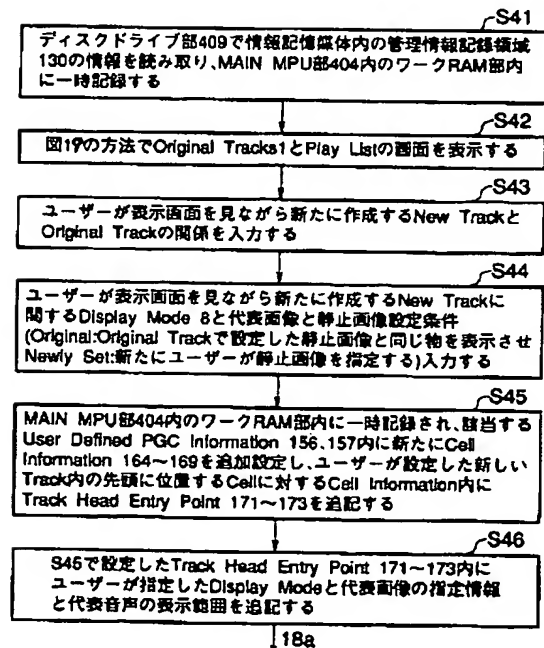 S41
ディスクドライブ部409で情報記憶媒体内の管理情報記録領域
130の情報を読み取り、MAIN MPU部404内のワークRAM部内
に一時記録する
S42
図19の方法でOriginal Tracks1とPlay Listの画面を表示する
S43
ユーザーが表示画面を見ながら新たに作成するNew Trackと
Original Trackの関係を入力する
S44
ユーザーが表示画面を見ながら新たに作成するNew Trackに
関するDisplay Mode 8と代表画像と静止画像設定条件
(Original:Original Trackで設定した静止画像と同じ物を表示させ
Newly Set:新たにユーザーが静止画像を指定する)入力する
S45
MAIN MPU部404内のワークRAM部内に一時記録され、該当する
User Defined PGC Information 156、157内に新たにCell
Information 164~169を追加設定し、ユーザーが設定した新しい
Track内の先頭に位置するCellに対するCell Information内に
Track Head Entry Point 171~173を追記する
S46
S45で設定したTrack Head Entry Point 171~173内に
ユーザーが指定したDisplay Modeと代表画像の指定情報
と代表音声の表示範囲を追記する
18a